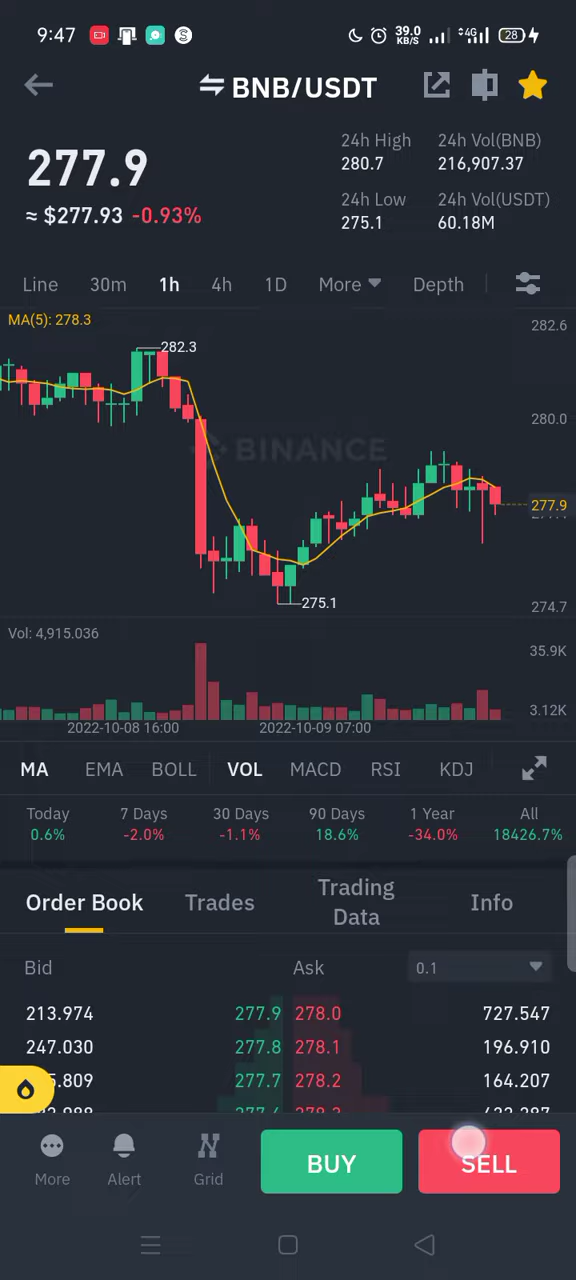 9:47 39.0 KB/S 4G 28
BNB/USDT
277.9
≈ $277.93 -0.93%
24h High 24h Vol(BNB)
280.7 216,907.37
24h Low 24h Vol(USDT)
275.1 60.18M
Line 30m 1h 4h 1D More Depth
MA(5): 278.3
282.6
282.3
280.0
BINANCE
277.9
275.1
274.7
Vol: 4,915.036
35.9K
3.12K
2022-10-08 16:00 2022-10-09 07:00
MA EMA BOLL VOL MACD RSI KDJ
Today 7 Days 30 Days 90 Days 1 Year All
0.6% -2.0% -1.1% 18.6% -34.0% 18426.7%
Order Book Trades Trading Data Info
Bid Ask 0.1
213.974 277.9 278.0 727.547
247.030 277.8 278.1 196.910
5.809 277.7 278.2 164.207
More Alert Grid BUY SELL